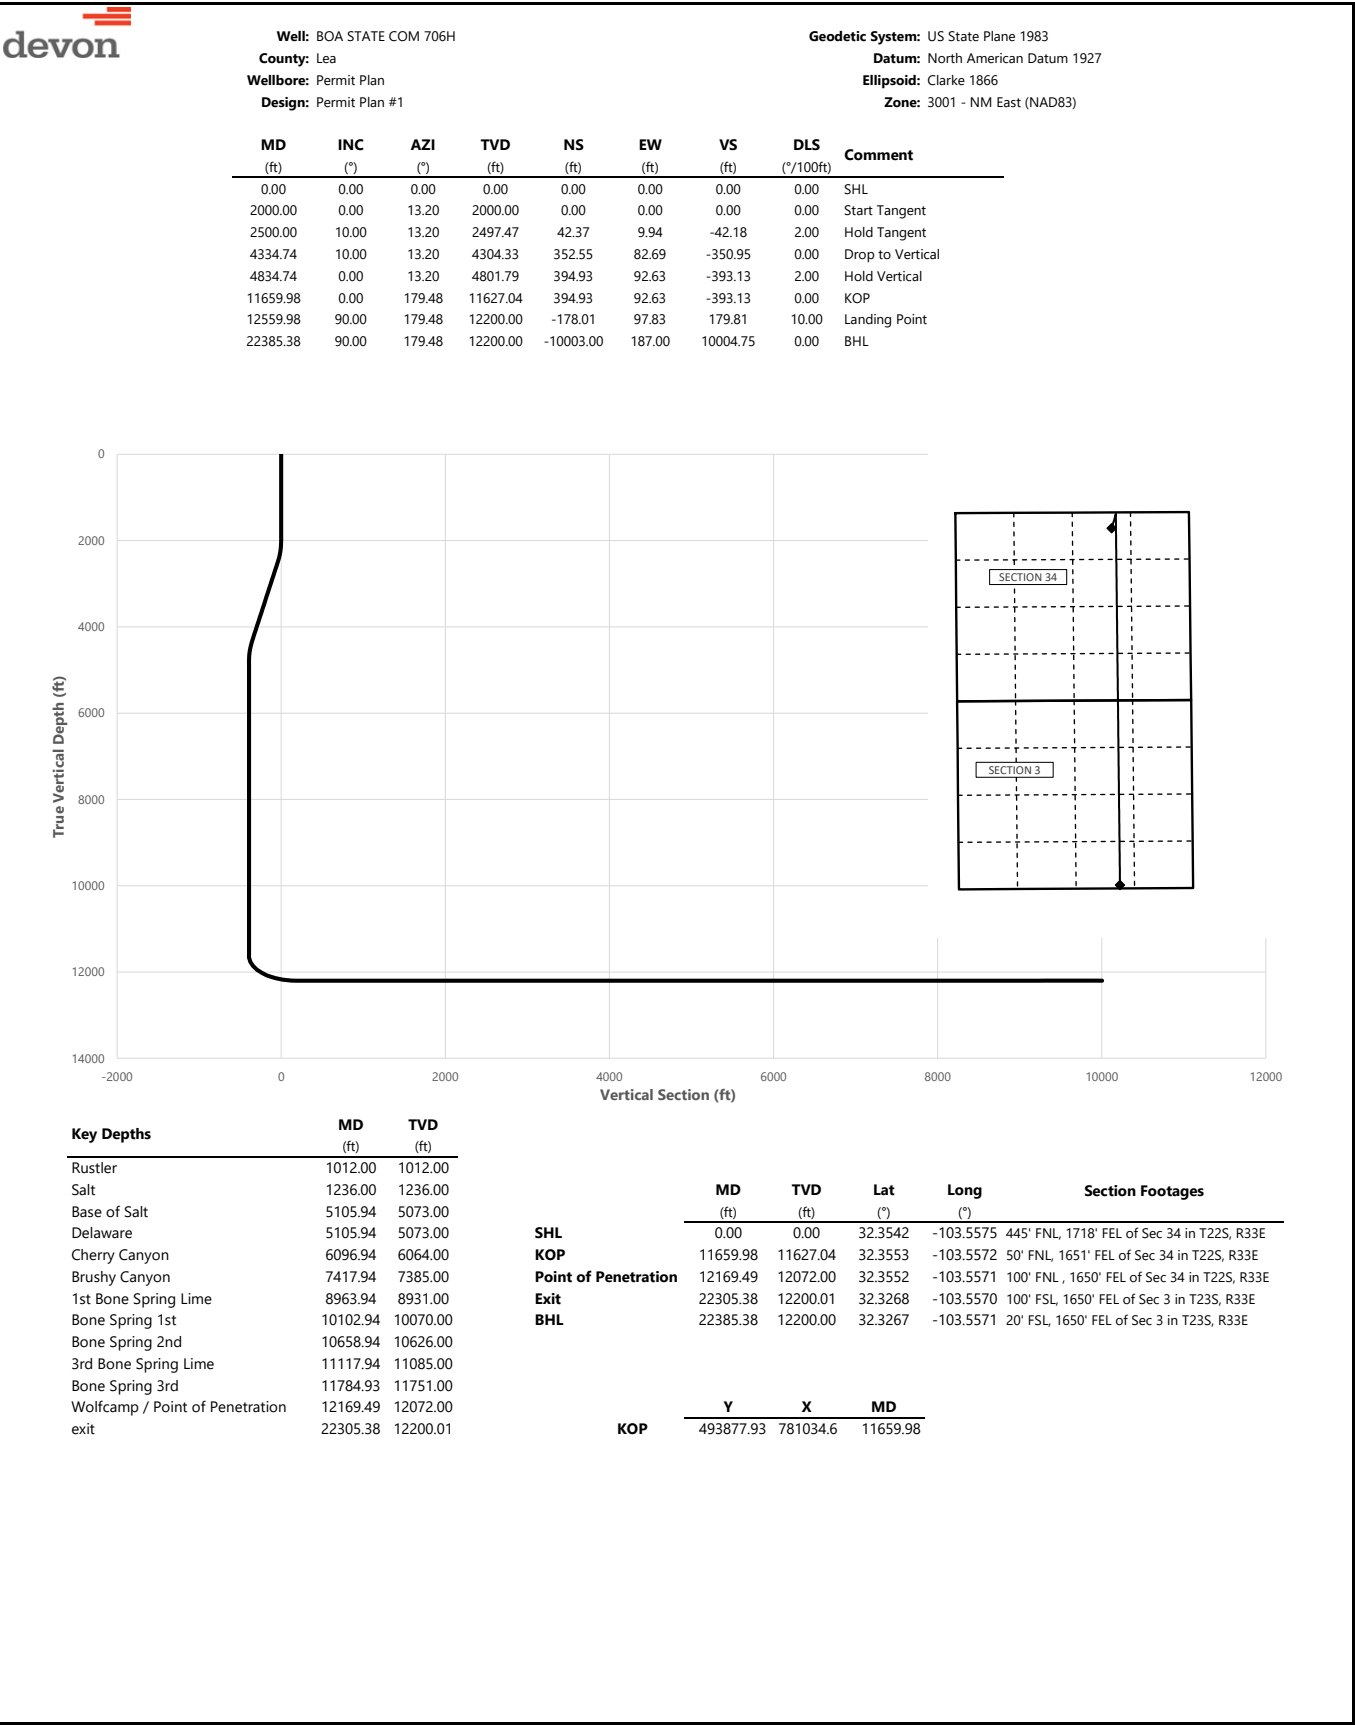 devon
Well: BOA STATE COM 706H Geodetic System: US State Plane 1983
County: Lea Datum: North American Datum 1927
Wellbore: Permit Plan Ellipsoid: Clarke 1866
Design: Permit Plan #1 Zone: 3001 - NM East (NAD83)
MD INC AZI TVD NS EW VS DLS Comment
(ft) (°) (°) (ft) (ft) (ft) (ft) (°/100ft)
0.00 0.00 0.00 0.00 0.00 0.00 0.00 0.00 SHL
2000.00 0.00 13.20 2000.00 0.00 0.00 0.00 0.00 Start Tangent
2500.00 10.00 13.20 2497.47 42.37 9.94 -42.18 2.00 Hold Tangent
4334.74 10.00 13.20 4304.33 352.55 82.69 -350.95 0.00 Drop to Vertical
4834.74 0.00 13.20 4801.79 394.93 92.63 -393.13 2.00 Hold Vertical
11659.98 0.00 179.48 11627.04 394.93 92.63 -393.13 0.00 KOP
12559.98 90.00 179.48 12200.00 -178.01 97.83 179.81 10.00 Landing Point
22385.38 90.00 179.48 12200.00 -10003.00 187.00 10004.75 0.00 BHL
0
2000
4000
6000
8000
10000
12000
14000
True Vertical Depth (ft)
-2000 0 2000 4000 6000 8000 10000 12000
Vertical Section (ft)
SECTION 34
SECTION 3
Key Depths MD TVD
(ft) (ft)
Rustler 1012.00 1012.00
Salt 1236.00 1236.00
Base of Salt 5105.94 5073.00
Delaware 5105.94 5073.00
Cherry Canyon 6096.94 6064.00
Brushy Canyon 7417.94 7385.00
1st Bone Spring Lime 8963.94 8931.00
Bone Spring 1st 10102.94 10070.00
Bone Spring 2nd 10658.94 10626.00
3rd Bone Spring Lime 11117.94 11085.00
Bone Spring 3rd 11784.93 11751.00
Wolfcamp / Point of Penetration 12169.49 12072.00
exit 22305.38 12200.01
MD TVD Lat Long Section Footages
(ft) (ft) (°) (°)
SHL 0.00 0.00 32.3542 -103.5575 445' FNL, 1718' FEL of Sec 34 in T22S, R33E
KOP 11659.98 11627.04 32.3553 -103.5572 50' FNL, 1651' FEL of Sec 34 in T22S, R33E
Point of Penetration 12169.49 12072.00 32.3552 -103.5571 100' FNL , 1650' FEL of Sec 34 in T22S, R33E
Exit 22305.38 12200.01 32.3268 -103.5570 100' FSL, 1650' FEL of Sec 3 in T23S, R33E
BHL 22385.38 12200.00 32.3267 -103.5571 20' FSL, 1650' FEL of Sec 3 in T23S, R33E
Y X MD
KOP 493877.93 781034.6 11659.98